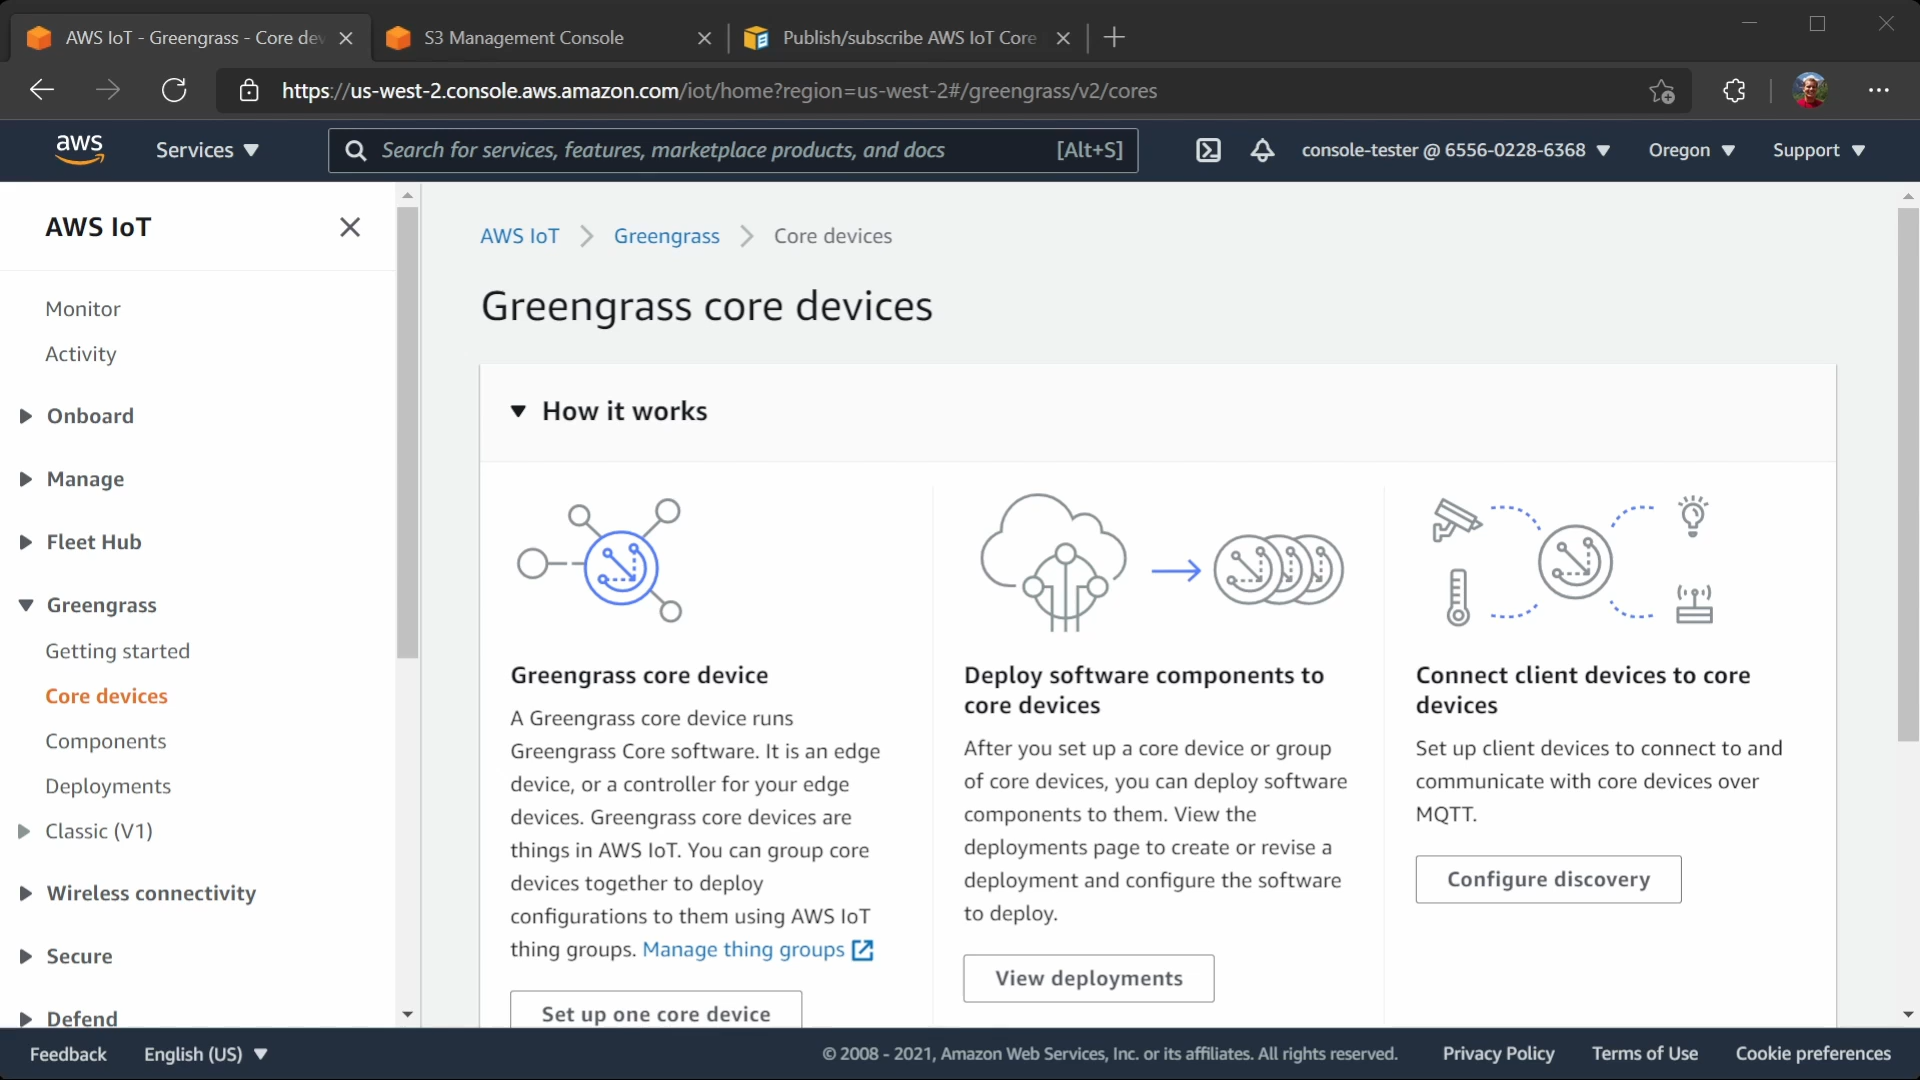 AWS IoT - Greengrass - Core dev
S3 Management Console
Publish/subscribe AWS IoT Core
https://us-west-2.console.aws.amazon.com/iot/home?region=us-west-2#/greengrass/v2/cores
aws
Services
Search for services, features, marketplace products, and docs
[Alt+S]
console-tester @ 6556-0228-6368
Oregon
Support
AWS IoT
Monitor
Activity
Onboard
Manage
Fleet Hub
Greengrass
Getting started
Core devices
Components
Deployments
Classic (V1)
Wireless connectivity
Secure
Defend
AWS IoT
Greengrass
Core devices
Greengrass core devices
How it works
Greengrass core device
A Greengrass core device runs
Greengrass Core software. It is an edge
device, or a controller for your edge
devices. Greengrass core devices are
things in AWS IoT. You can group core
devices together to deploy
configurations to them using AWS IoT
thing groups. Manage thing groups
Set up one core device
Deploy software components to
core devices
After you set up a core device or group
of core devices, you can deploy software
components to them. View the
deployments page to create or revise a
deployment and configure the software
to deploy.
View deployments
Connect client devices to core
devices
Set up client devices to connect to and
communicate with core devices over
MQTT.
Configure discovery
Feedback
English (US)
© 2008 - 2021, Amazon Web Services, Inc. or its affiliates. All rights reserved.
Privacy Policy
Terms of Use
Cookie preferences